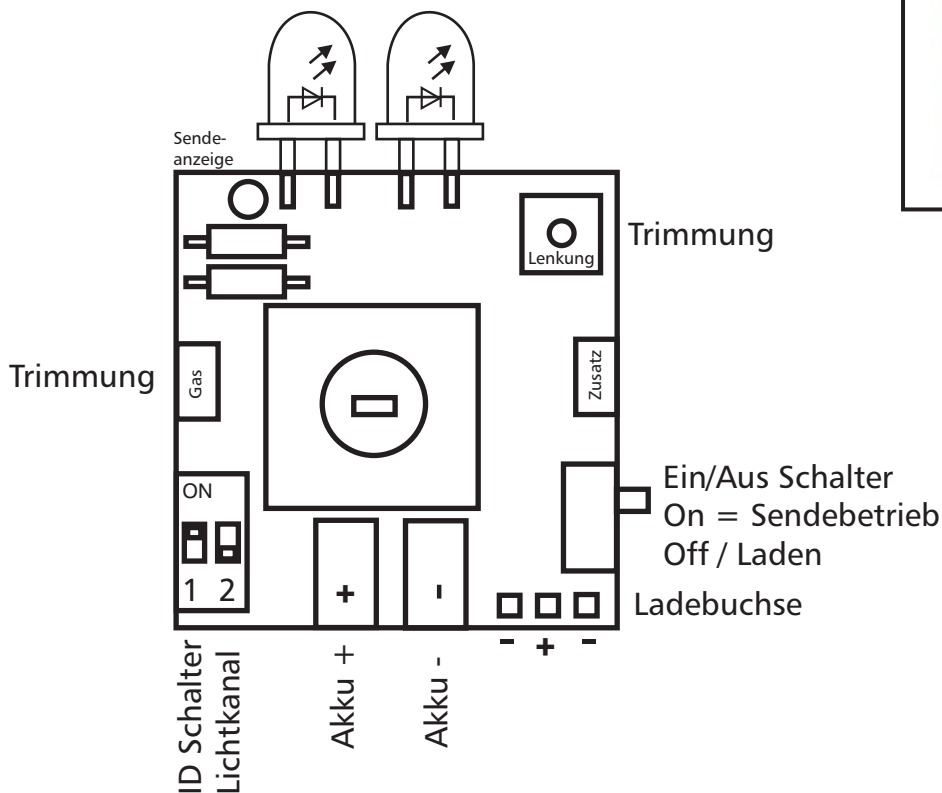 Sende-
anzeige
Lenkung
Trimmung
Trimmung
Gas
Zusatz
ON
1 2
+
-
Ein/Aus Schalter
On = Sendebetrieb
Off / Laden
Ladebuchse
- + -
ID Schalter
Lichtkanal
Akku +
Akku -